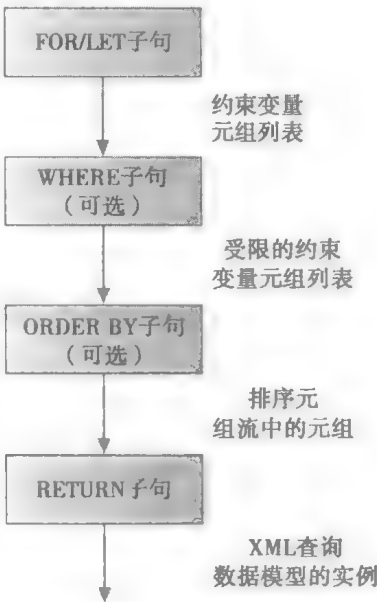 FOR/LET子句
约束变量
元组列表
WHERE子句
（可选）
受限的约束
变量元组列表
ORDER BY子句
（可选）
排序元
组流中的元组
RETURN子句
XML查询
数据模型的实例